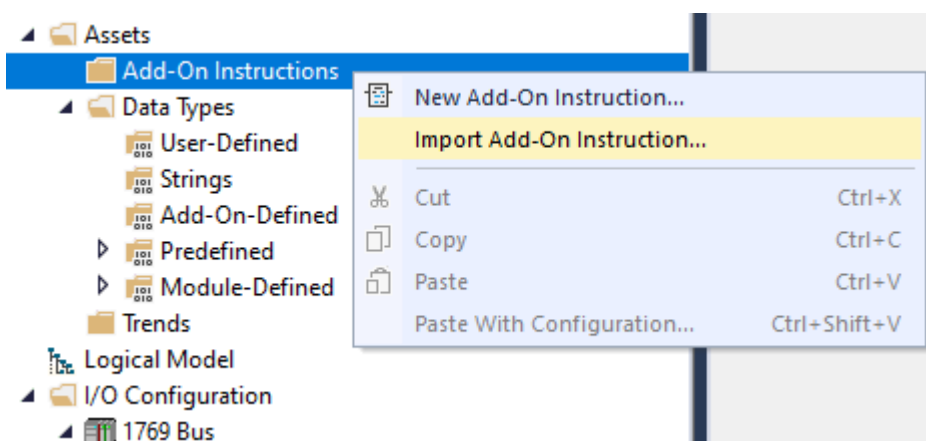 Assets
Add-On Instructions
Data Types
User-Defined
Strings
Add-On-Defined
Predefined
Module-Defined
Trends
Logical Model
I/O Configuration
1769 Bus
New Add-On Instruction...
Import Add-On Instruction...
Cut Ctrl+X
Copy Ctrl+C
Paste Ctrl+V
Paste With Configuration... Ctrl+Shift+V